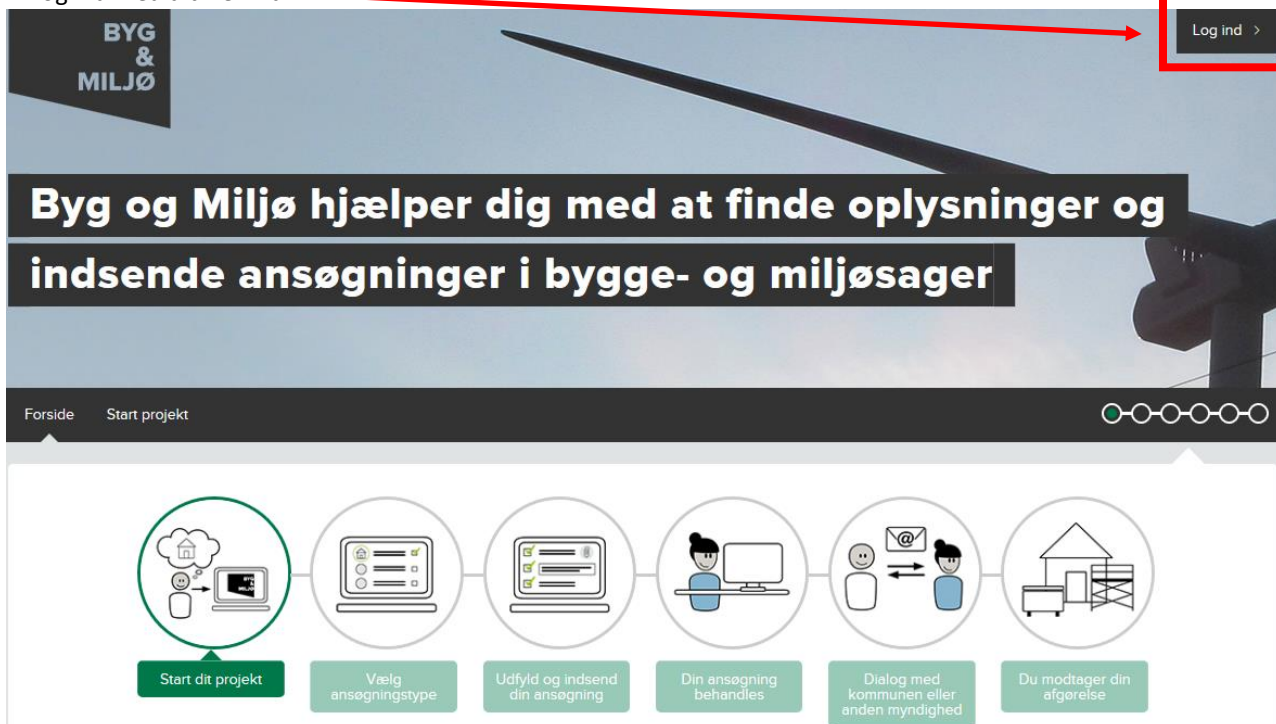 BYG
&
MILJØ
Log ind >
Byg og Miljø hjælper dig med at finde oplysninger og
indsende ansøgninger i bygge- og miljøsager
Forside Start projekt
Start dit projekt
Vælg
ansøgningstype
Udfyld og indsend
din ansøgning
Din ansøgning
behandles
Dialog med
kommunen eller
anden myndighed
Du modtager din
afgørelse